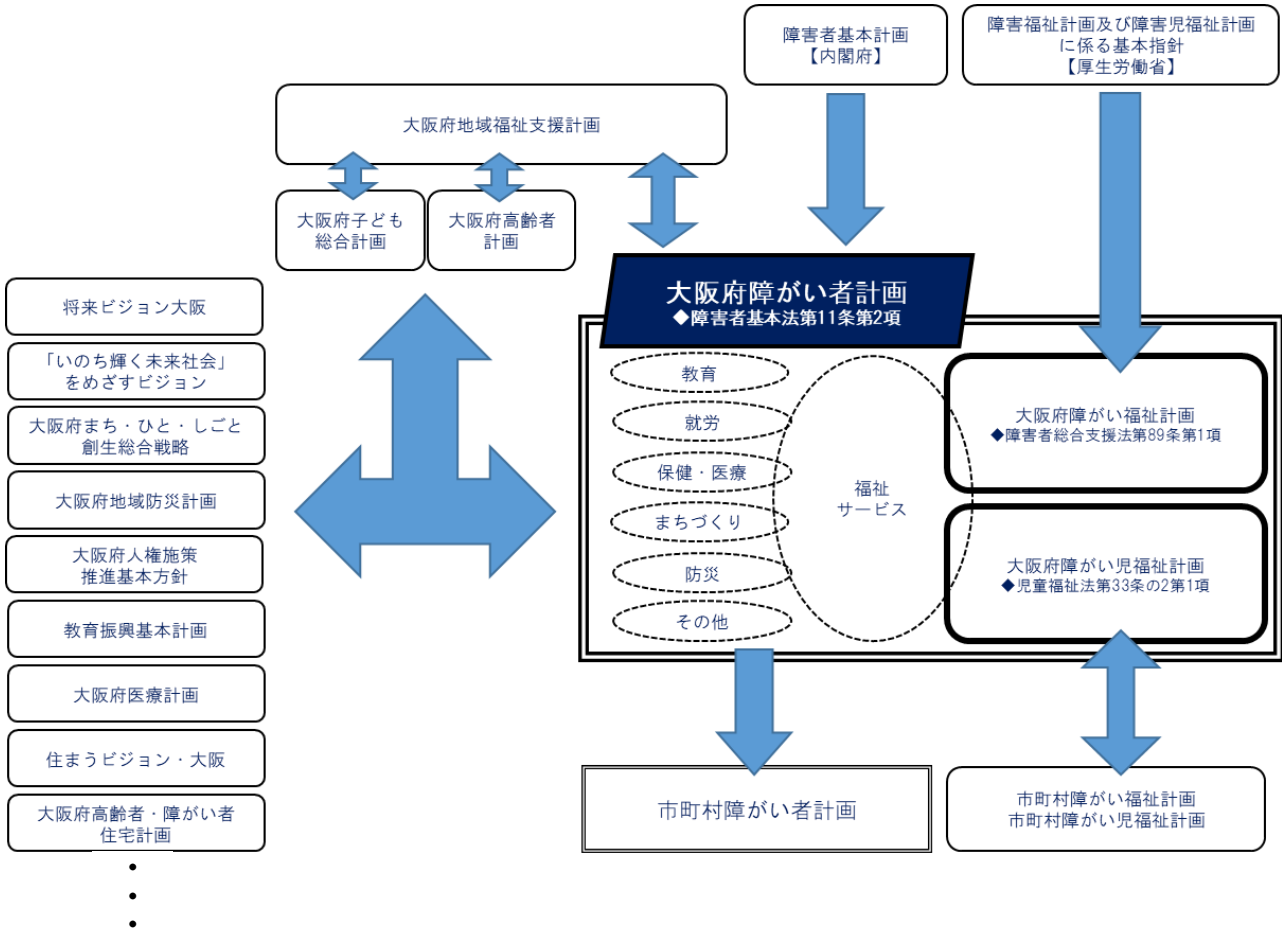 障害者基本計画
【内閣府】
障害福祉計画及び障害児福祉計画
に係る基本指針
【厚生労働省】
大阪府地域福祉支援計画
大阪府子ども
総合計画
大阪府高齢者
計画
大阪府障がい者計画
◆障害者基本法第11条第2項
将来ビジョン大阪
「いのち輝く未来社会」
をめざすビジョン
大阪府まち・ひと・しごと
創生総合戦略
大阪府地域防災計画
大阪府人権施策
推進基本方針
教育振興基本計画
大阪府医療計画
住まうビジョン・大阪
大阪府高齢者・障がい者
住宅計画
教育
就労
保健・医療
まちづくり
防災
その他
福祉
サービス
大阪府障がい福祉計画
◆障害者総合支援法第89条第1項
大阪府障がい児福祉計画
◆児童福祉法第33条の2第1項
市町村障がい者計画
市町村障がい福祉計画
市町村障がい児福祉計画